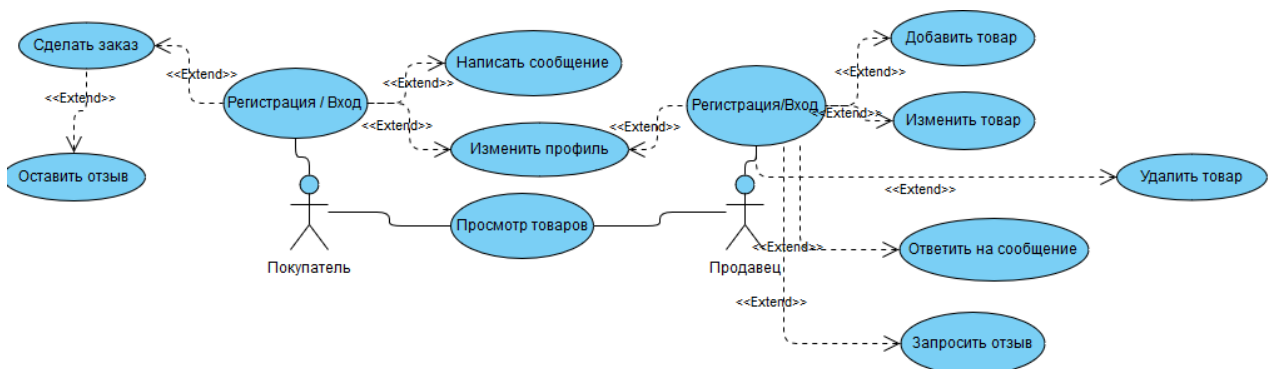 Сделать заказ
<<Extend>>
<<Extend>>
Оставить отзыв
Регистрация / Вход
Написать сообщение
<<Extend>>
<<Extend>>
Изменить профиль
Просмотр товаров
Покупатель
Регистрация/Вход
<<Extend>>
Добавить товар
<<Extend>>
Изменить товар
<<Extend>>
Удалить товар
<<Extend>>
Ответить на сообщение
Продавец
<<Extend>>
<<Extend>>
Запросить отзыв